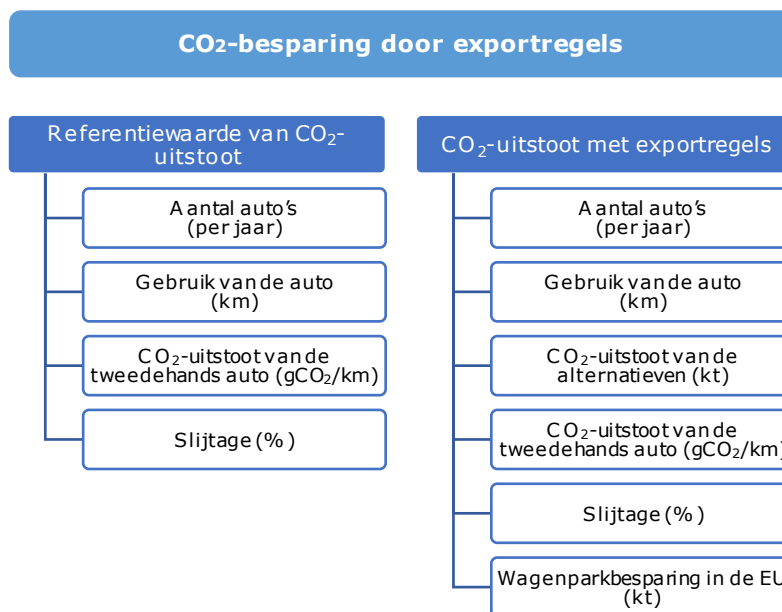 CO₂-besparing door exportregels
Referentiewaarde van CO₂-
uitstoot
Aantal auto's
(per jaar)
Gebruik van de auto
(km)
CO₂-uitstoot van de
tweedehands auto (gCO₂/km)
Slijtage (%)
CO₂-uitstoot met exportregels
Aantal auto's
(per jaar)
Gebruik van de auto
(km)
CO₂-uitstoot van de
alternatieven (kt)
CO₂-uitstoot van de
tweedehands auto (gCO₂/km)
Slijtage (%)
Wagenparkbesparing in de EU
(kt)